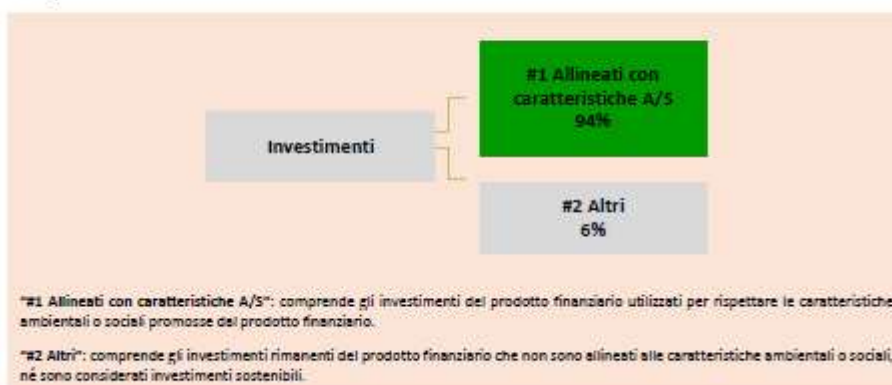 #1 Allineati con
caratteristiche A/S
94%
Investimenti
#2 Altri
6%
"#1 Allineati con caratteristiche A/S": comprende gli investimenti del prodotto finanziario utilizzati per rispettare le caratteristiche
ambientali o sociali promosse dal prodotto finanziario.
"#2 Altri": comprende gli investimenti rimanenti del prodotto finanziario che non sono allineati alle caratteristiche ambientali o sociali,
né sono considerati investimenti sostenibili.